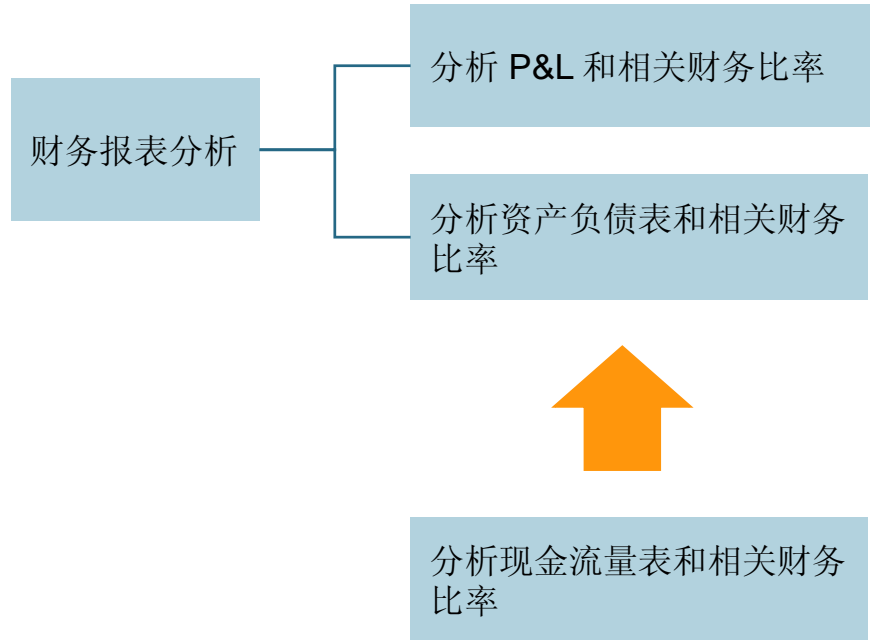 分析 P&L 和相关财务比率
财务报表分析
分析资产负债表和相关财务
比率
分析现金流量表和相关财务
比率